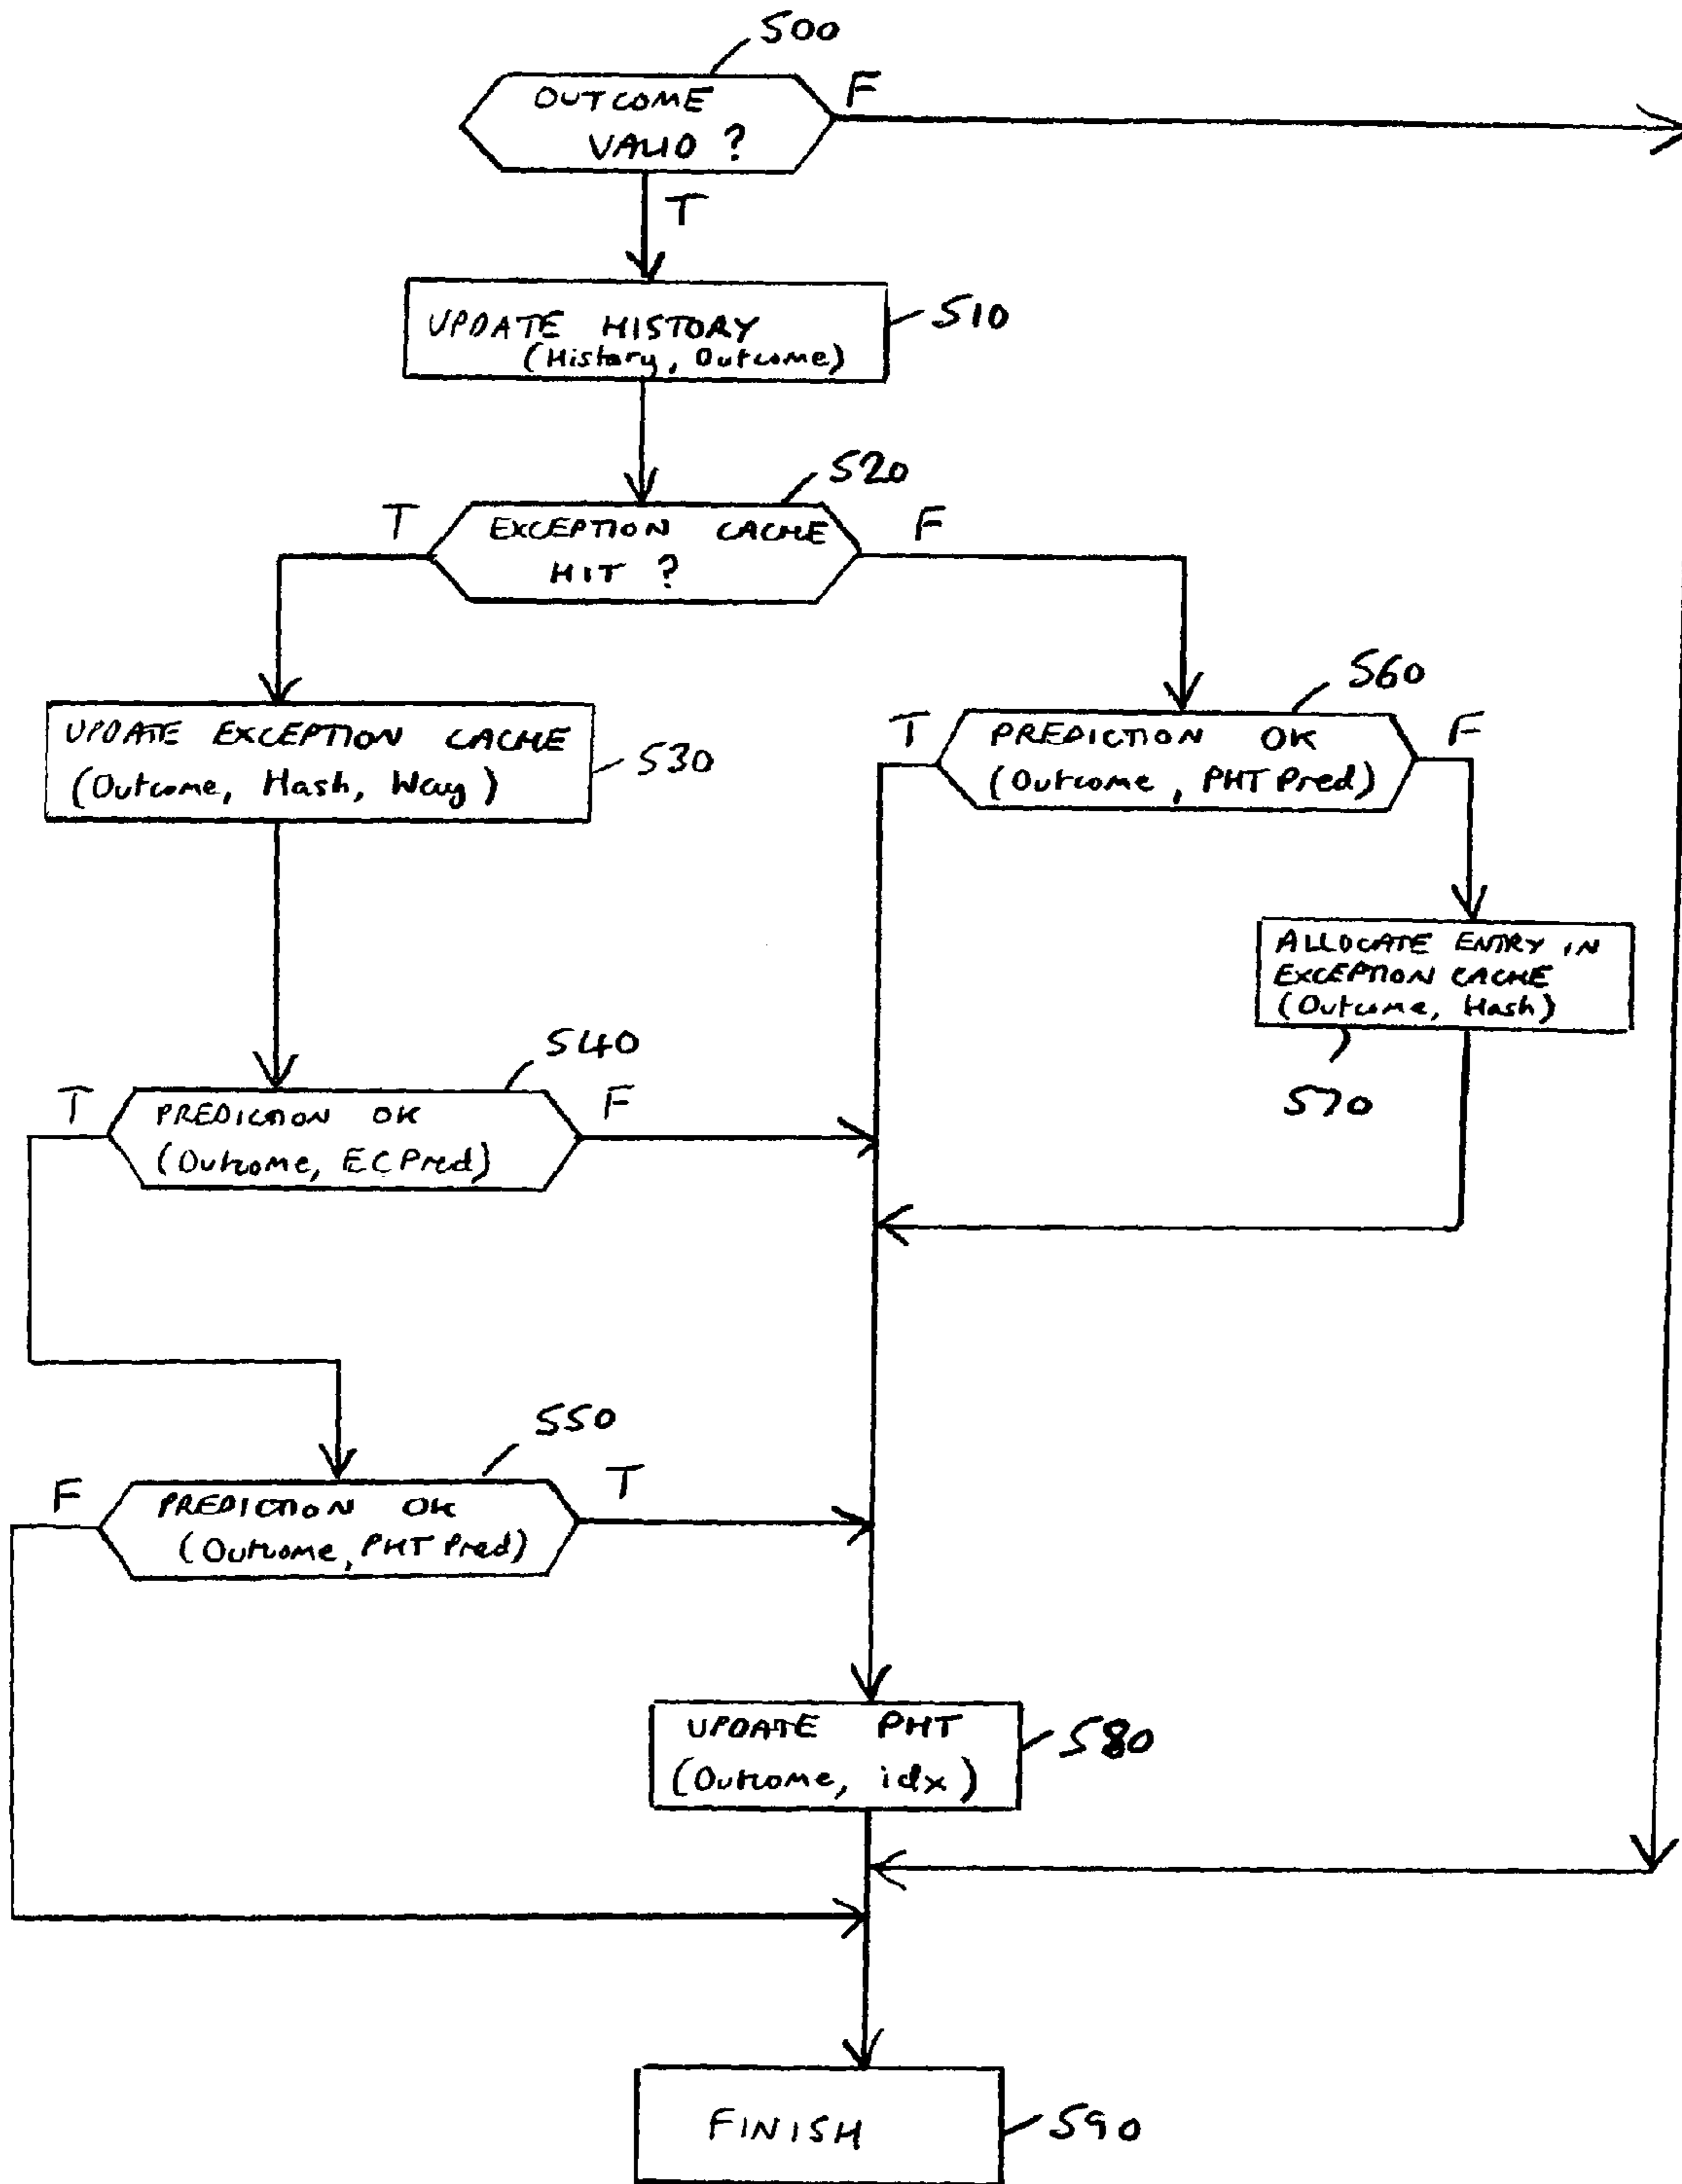 500
OUTCOME
VALID ?
F
T
UPDATE HISTORY
(History, Outcome)
510
520
T
EXCEPTION CACHE
HIT ?
F
UPDATE EXCEPTION CACHE
(Outcome, Hash, Way)
530
560
T
PREDICTION OK
(Outcome, PHT Pred)
F
ALLOCATE ENTRY IN
EXCEPTION CACHE
(Outcome, Hash)
570
540
T
PREDICTION OK
(Outcome, ECPred)
F
550
F
PREDICTION OK
(Outcome, PHT Pred)
T
UPDATE PHT
(Outcome, idx)
580
FINISH
590